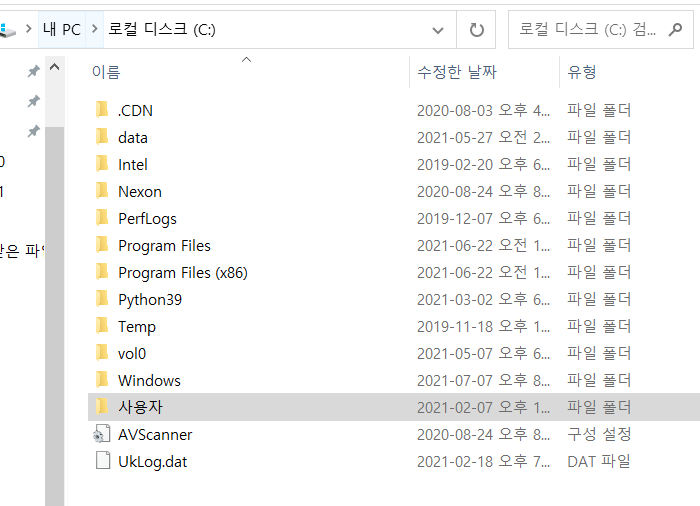 내 PC 로컬 디스크 (C:) 로컬 디스크 (C:) 검...
이름 수정한 날짜 유형
.CDN 2020-08-03 오후 4... 파일 폴더
data 2021-05-27 오전 2... 파일 폴더
Intel 2019-02-20 오후 6... 파일 폴더
Nexon 2020-08-24 오후 8... 파일 폴더
PerfLogs 2019-12-07 오후 6... 파일 폴더
Program Files 2021-06-22 오전 1... 파일 폴더
Program Files (x86) 2021-06-22 오전 1... 파일 폴더
Python39 2021-03-02 오후 6... 파일 폴더
Temp 2019-11-18 오후 1... 파일 폴더
vol0 2021-05-07 오후 6... 파일 폴더
Windows 2021-07-07 오후 8... 파일 폴더
사용자 2021-02-07 오후 1... 파일 폴더
AVScanner 2020-08-24 오후 8... 구성 설정
UkLog.dat 2021-02-18 오후 7... DAT 파일